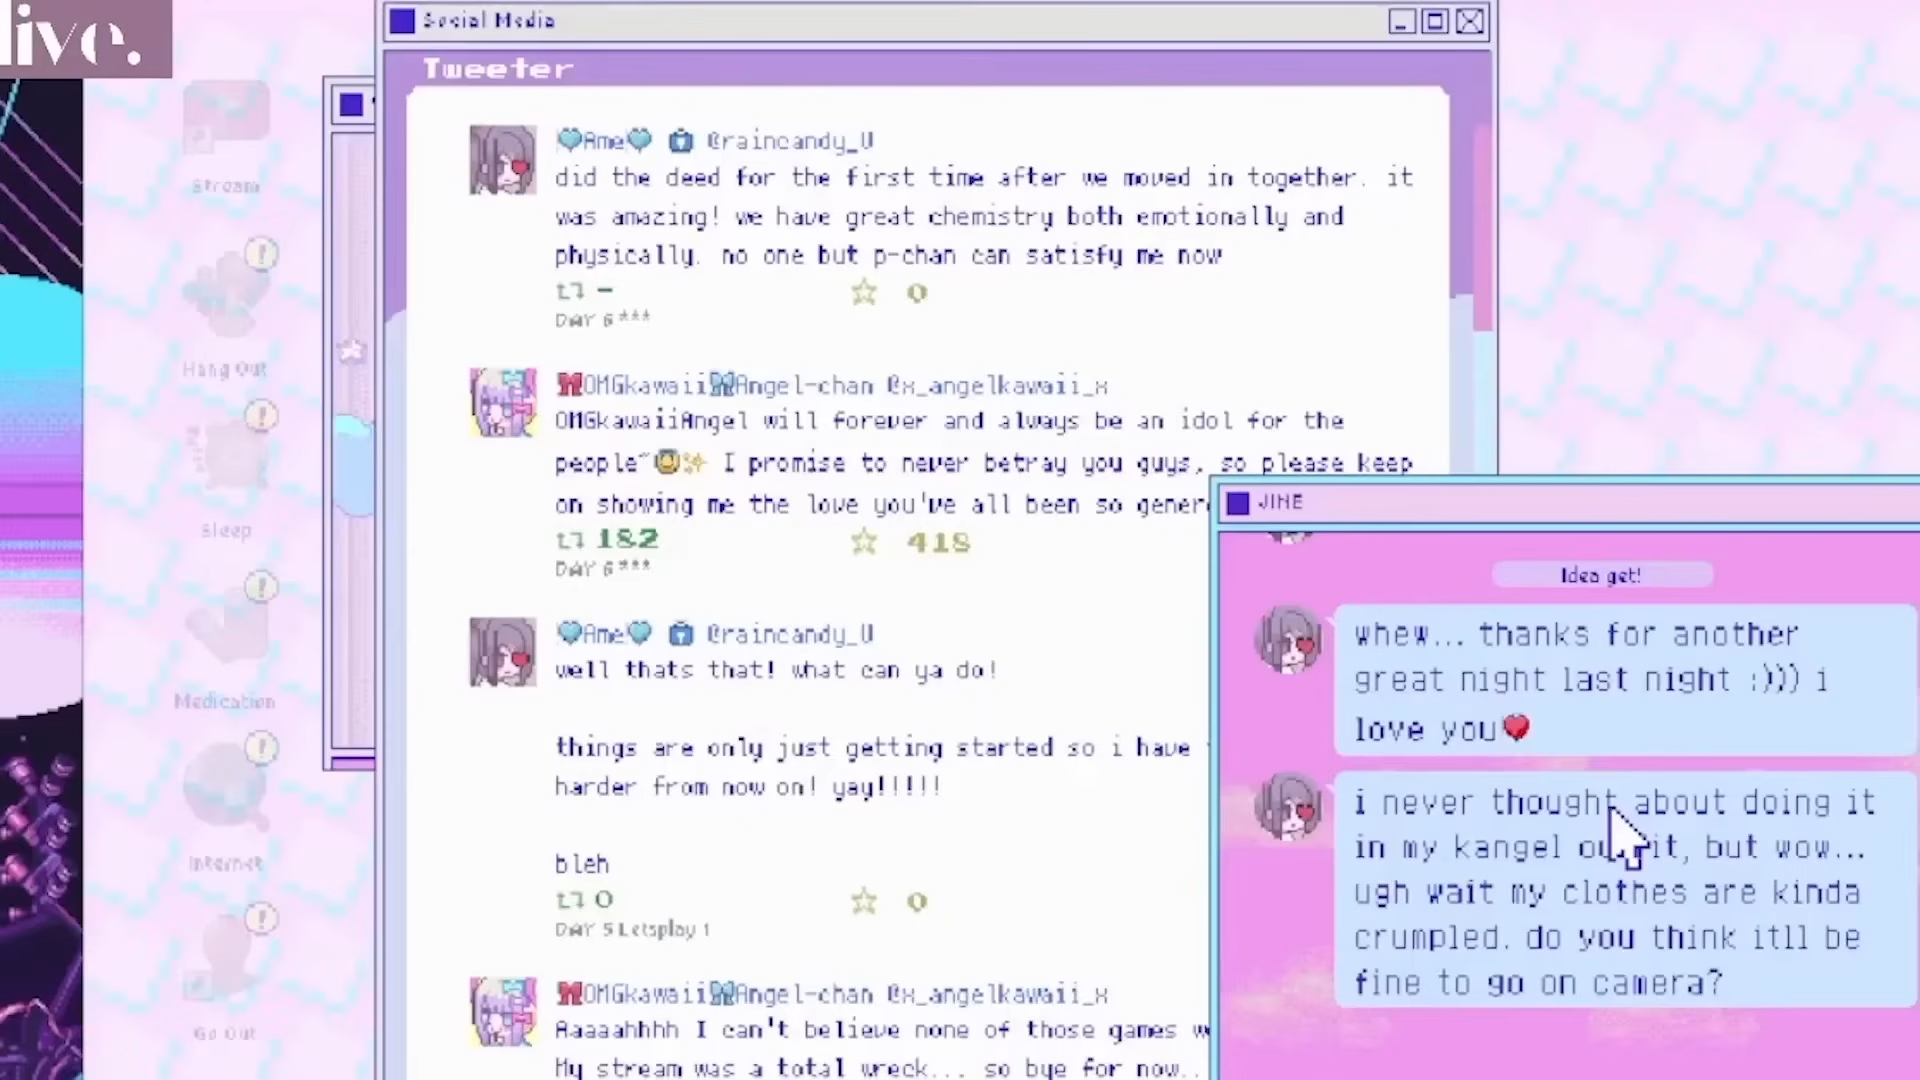 live.
Social Media
Tweeter
Stream
Hang Out
Sleep
Medication
Internet
Go Out
Ame @raincandy_U
did the deed for the first time after we moved in together. it
was amazing! we have great chemistry both emotionally and
physically. no one but p-chan can satisfy me now
- 0
DAY 6 ***
OMGkawaiiAngel-chan @x_angelkawaii_x
OMGkawaiiAngel will forever and always be an idol for the
people~ I promise to never betray you guys, so please keep
on showing me the love you've all been so gener
182 418
DAY 6 ***
Ame @raincandy_U
well thats that! what can ya do!
things are only just getting started so i have
harder from now on! yay!!!!!
bleh
0 0
DAY 5 Letsplay 1
OMGkawaiiAngel-chan @x_angelkawaii_x
Aaaaahhhh I can't believe none of those games w
My stream was a total wreck... so bye for now..
JINE
Idea get!
whew... thanks for another
great night last night :))) i
love you
i never thought about doing it
in my kangel outfit, but wow...
ugh wait my clothes are kinda
crumpled. do you think itll be
fine to go on camera?